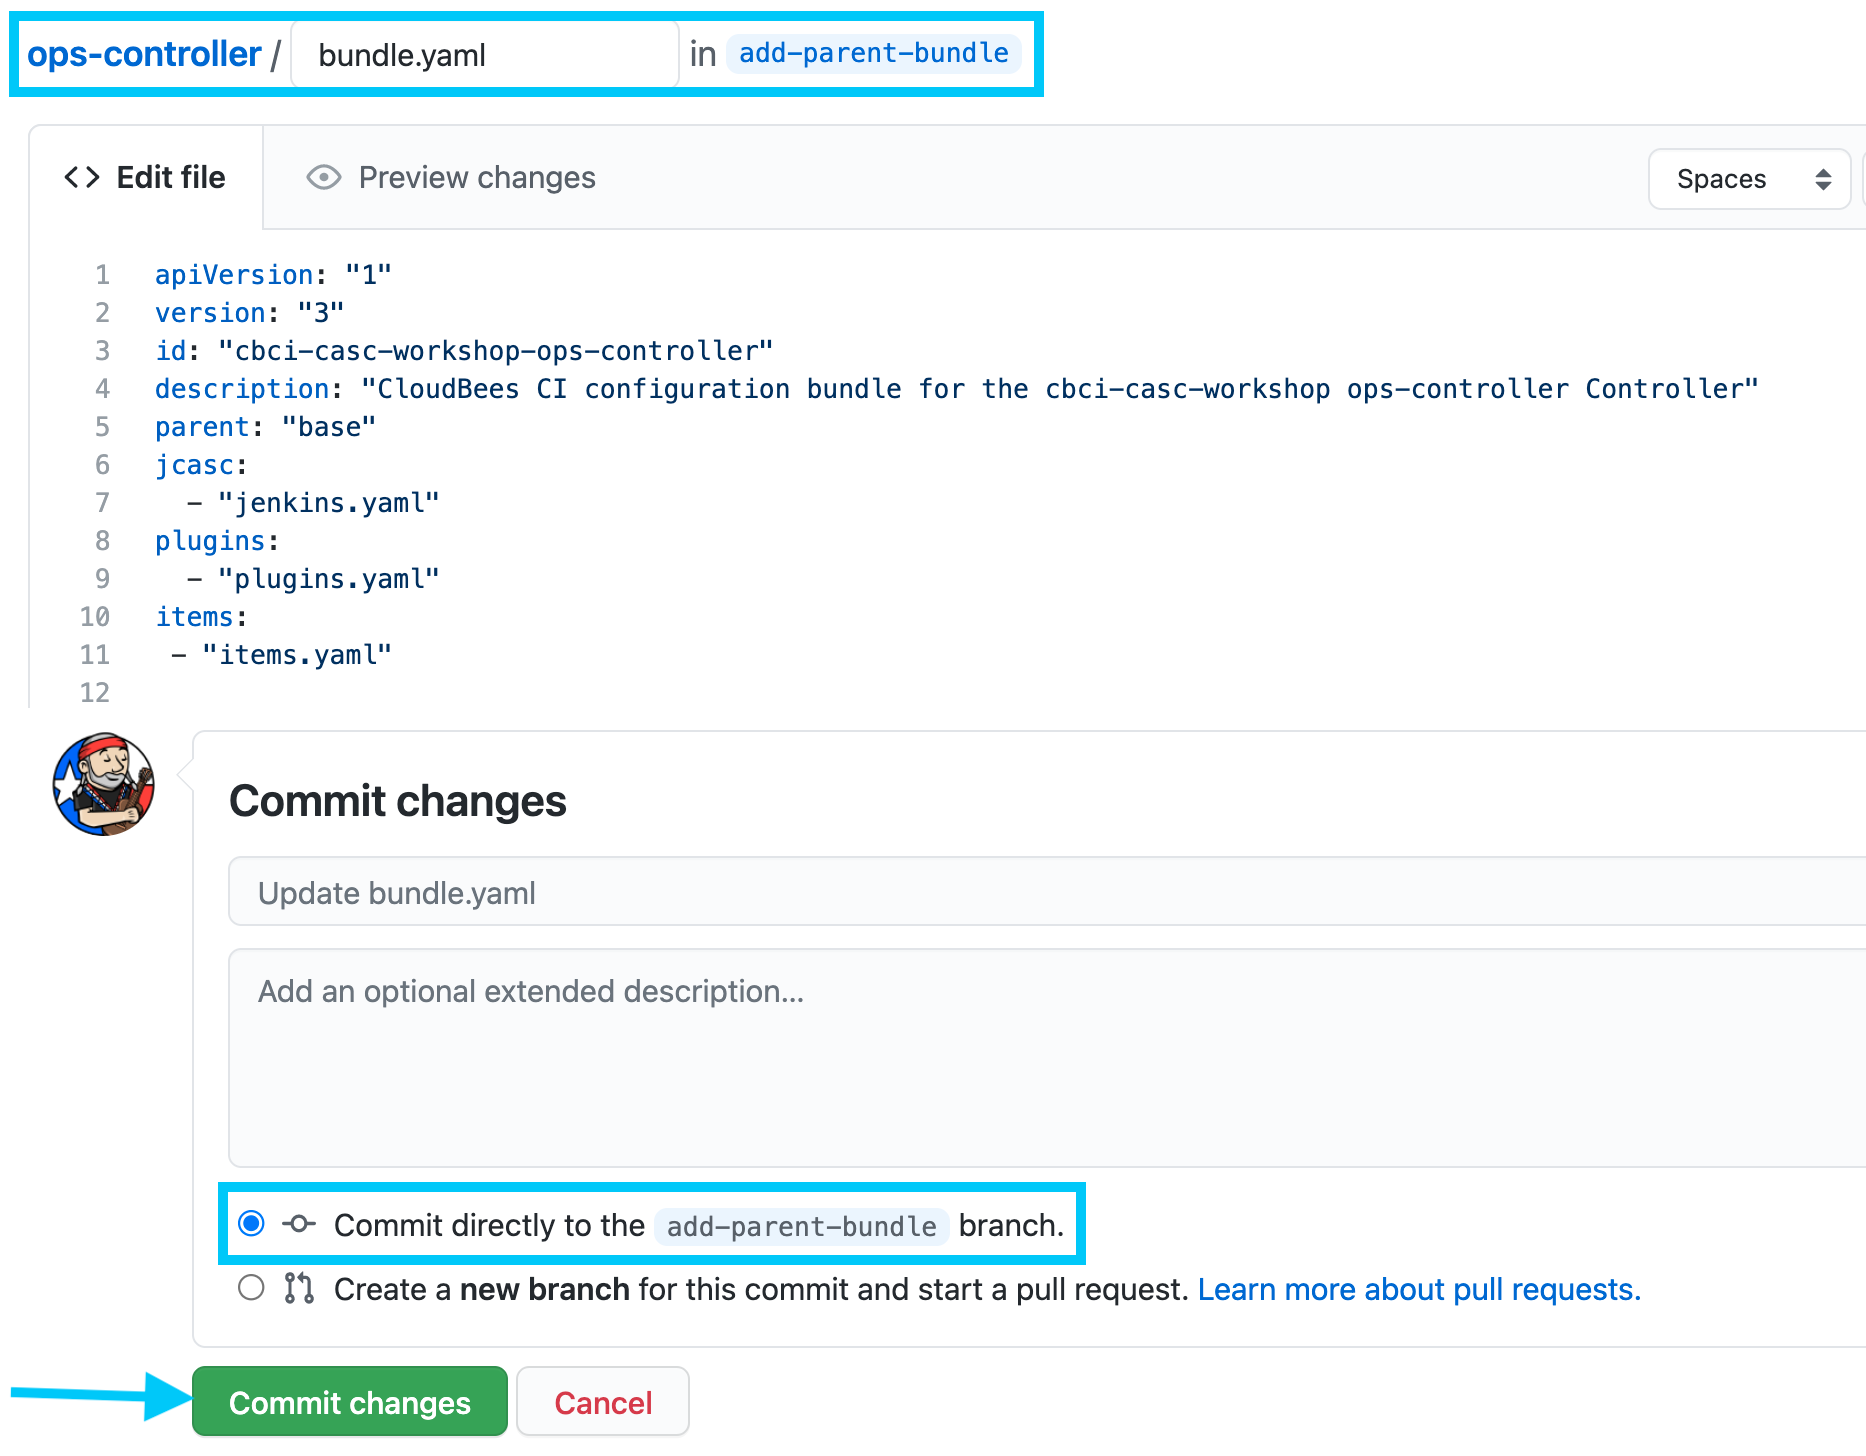 ops-controller / bundle.yaml in add-parent-bundle
<> Edit file Preview changes Spaces
1 apiVersion: "1"
2 version: "3"
3 id: "cbci-casc-workshop-ops-controller"
4 description: "CloudBees CI configuration bundle for the cbci-casc-workshop ops-controller Controller"
5 parent: "base"
6 jcasc:
7   - "jenkins.yaml"
8 plugins:
9   - "plugins.yaml"
10 items:
11  - "items.yaml"
12
Commit changes
Update bundle.yaml
Add an optional extended description...
Commit directly to the add-parent-bundle branch.
Create a new branch for this commit and start a pull request. Learn more about pull requests.
Commit changes Cancel